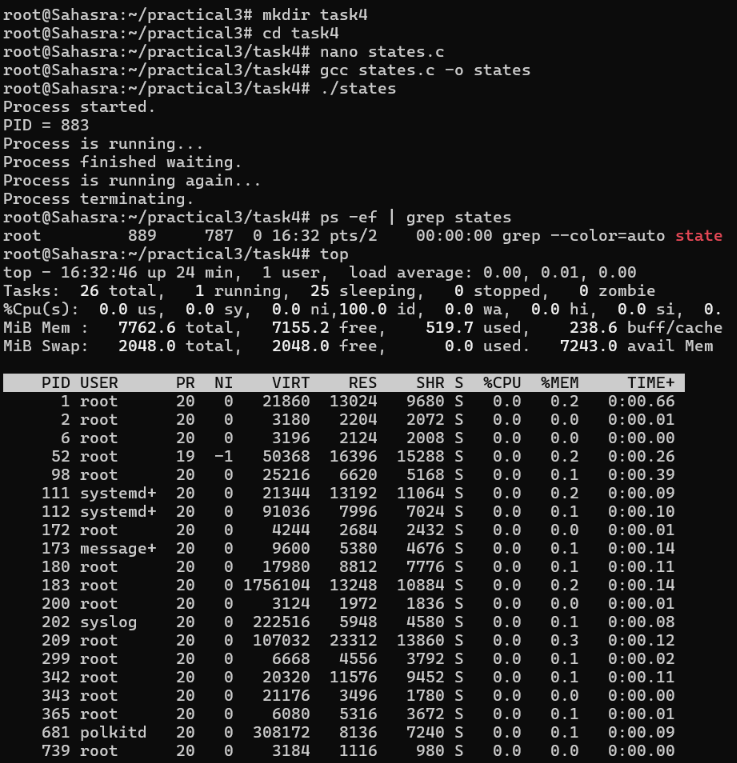 root@Sahasra:~/practical3# mkdir task4
root@Sahasra:~/practical3# cd task4
root@Sahasra:~/practical3/task4# nano states.c
root@Sahasra:~/practical3/task4# gcc states.c -o states
root@Sahasra:~/practical3/task4# ./states
Process started.
PID = 883
Process is running...
Process finished waiting.
Process is running again...
Process terminating.
root@Sahasra:~/practical3/task4# ps -ef | grep states
root         889     787  0 16:32 pts/2    00:00:00 grep --color=auto state
root@Sahasra:~/practical3/task4# top
top - 16:32:46 up 24 min,  1 user,  load average: 0.00, 0.01, 0.00
Tasks:  26 total,   1 running,  25 sleeping,   0 stopped,   0 zombie
%Cpu(s):  0.0 us,  0.0 sy,  0.0 ni,100.0 id,  0.0 wa,  0.0 hi,  0.0 si,  0.
MiB Mem :   7762.6 total,   7155.2 free,    519.7 used,    238.6 buff/cache
MiB Swap:   2048.0 total,   2048.0 free,      0.0 used.   7243.0 avail Mem
PID USER      PR  NI    VIRT    RES    SHR S  %CPU  %MEM     TIME+
1 root      20   0   21860  13024   9680 S   0.0   0.2   0:00.66
2 root      20   0    3180   2204   2072 S   0.0   0.0   0:00.01
6 root      20   0    3196   2124   2008 S   0.0   0.0   0:00.00
52 root      19  -1   50368  16396  15288 S   0.0   0.2   0:00.26
98 root      20   0   25216   6620   5168 S   0.0   0.1   0:00.39
111 systemd+  20   0   21344  13192  11064 S   0.0   0.2   0:00.09
112 systemd+  20   0   91036   7996   7024 S   0.0   0.1   0:00.10
172 root      20   0    4244   2684   2432 S   0.0   0.0   0:00.01
173 message+  20   0    9600   5380   4676 S   0.0   0.1   0:00.14
180 root      20   0   17980   8812   7776 S   0.0   0.1   0:00.11
183 root      20   0 1756104  13248  10884 S   0.0   0.2   0:00.14
200 root      20   0    3124   1972   1836 S   0.0   0.0   0:00.01
202 syslog    20   0  222516   5948   4580 S   0.0   0.1   0:00.08
209 root      20   0  107032  23312  13860 S   0.0   0.3   0:00.12
299 root      20   0    6668   4556   3792 S   0.0   0.1   0:00.02
342 root      20   0   20320  11576   9452 S   0.0   0.1   0:00.11
343 root      20   0   21176   3496   1780 S   0.0   0.0   0:00.00
365 root      20   0    6080   5316   3672 S   0.0   0.1   0:00.01
681 polkitd   20   0  308172   8136   7240 S   0.0   0.1   0:00.09
739 root      20   0    3184   1116    980 S   0.0   0.0   0:00.00